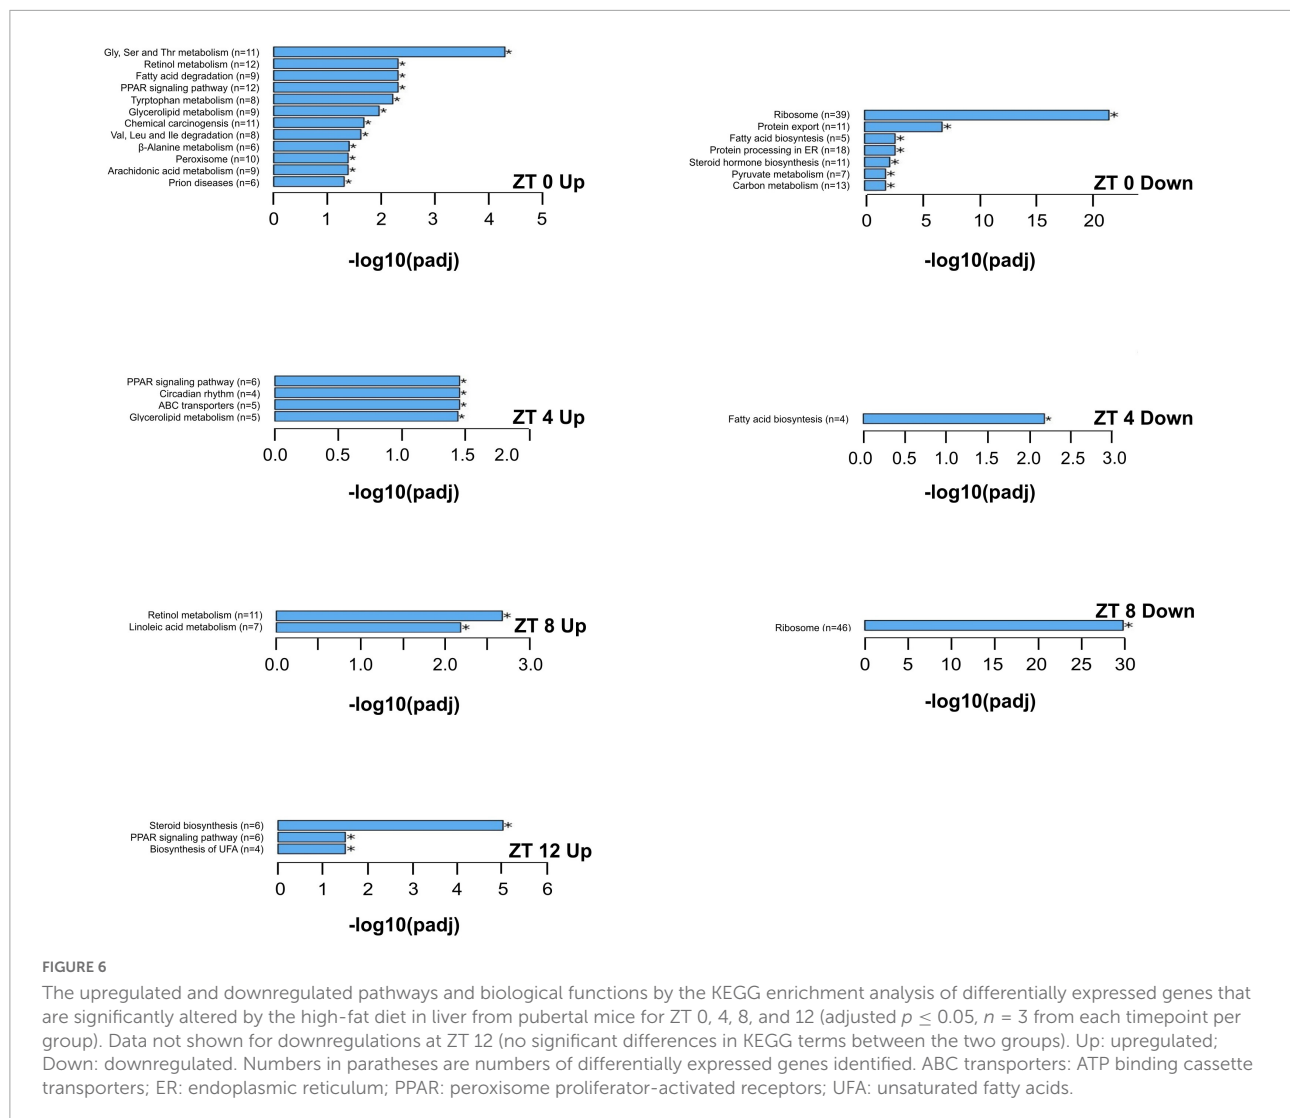 Gly, Ser and Thr metabolism (n=11)
Retinol metabolism (n=12)
Fatty acid degradation (n=9)
PPAR signaling pathway (n=12)
Tyrptophan metabolism (n=8)
Glycerolipid metabolism (n=9)
Chemical carcinogensis (n=11)
Val, Leu and Ile degradation (n=8)
β-Alanine metabolism (n=6)
Peroxisome (n=10)
Arachidonic acid metabolism (n=9)
Prion diseases (n=6)
* * * * * * * * * * * *
ZT 0 Up
0 1 2 3 4 5
-log10(padj)
Ribosome (n=39)
Protein export (n=11)
Fatty acid biosyntesis (n=5)
Protein processing in ER (n=18)
Steroid hormone biosynthesis (n=11)
Pyruvate metabolism (n=7)
Carbon metabolism (n=13)
* * * * * * *
ZT 0 Down
0 5 10 15 20
-log10(padj)
PPAR signaling pathway (n=6)
Circadian rhythm (n=4)
ABC transporters (n=5)
Glycerolipid metabolism (n=5)
* * * *
ZT 4 Up
0.0 0.5 1.0 1.5 2.0
-log10(padj)
Fatty acid biosyntesis (n=4)
*
ZT 4 Down
0.0 0.5 1.0 1.5 2.0 2.5 3.0
-log10(padj)
Retinol metabolism (n=11)
Linoleic acid metabolism (n=7)
* *
ZT 8 Up
0.0 1.0 2.0 3.0
-log10(padj)
ZT 8 Down
Ribosome (n=46)
*
0 5 10 15 20 25 30
-log10(padj)
Steroid biosynthesis (n=6)
PPAR signaling pathway (n=6)
Biosynthesis of UFA (n=4)
* * *
ZT 12 Up
0 1 2 3 4 5 6
-log10(padj)
FIGURE 6
The upregulated and downregulated pathways and biological functions by the KEGG enrichment analysis of differentially expressed genes that
are significantly altered by the high-fat diet in liver from pubertal mice for ZT 0, 4, 8, and 12 (adjusted p ≤ 0.05, n = 3 from each timepoint per
group). Data not shown for downregulations at ZT 12 (no significant differences in KEGG terms between the two groups). Up: upregulated;
Down: downregulated. Numbers in paratheses are numbers of differentially expressed genes identified. ABC transporters: ATP binding cassette
transporters; ER: endoplasmic reticulum; PPAR: peroxisome proliferator-activated receptors; UFA: unsaturated fatty acids.